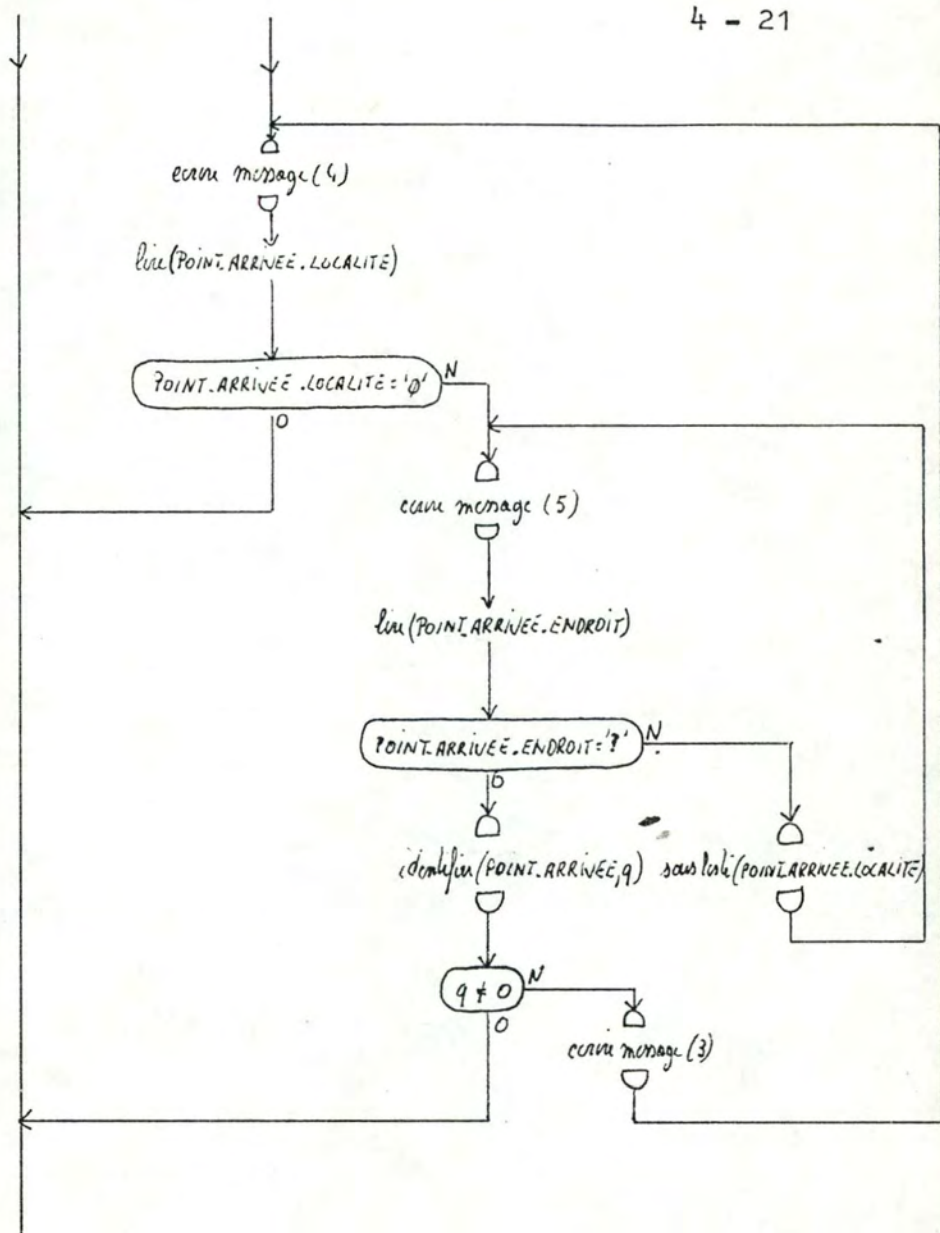 4 - 21
ecrire message (4)
lire (POINT.ARRIVEE.LOCALITE)
POINT.ARRIVEE.LOCALITE = 'φ'
N
O
ecrire message (5)
lire (POINT.ARRIVEE.ENDROIT)
POINT.ARRIVEE.ENDROIT = '?'
N
O
identifier (POINT.ARRIVEE, q) sous liste (POINT.ARRIVEE.LOCALITE)
q ≠ 0
N
O
ecrire message (3)